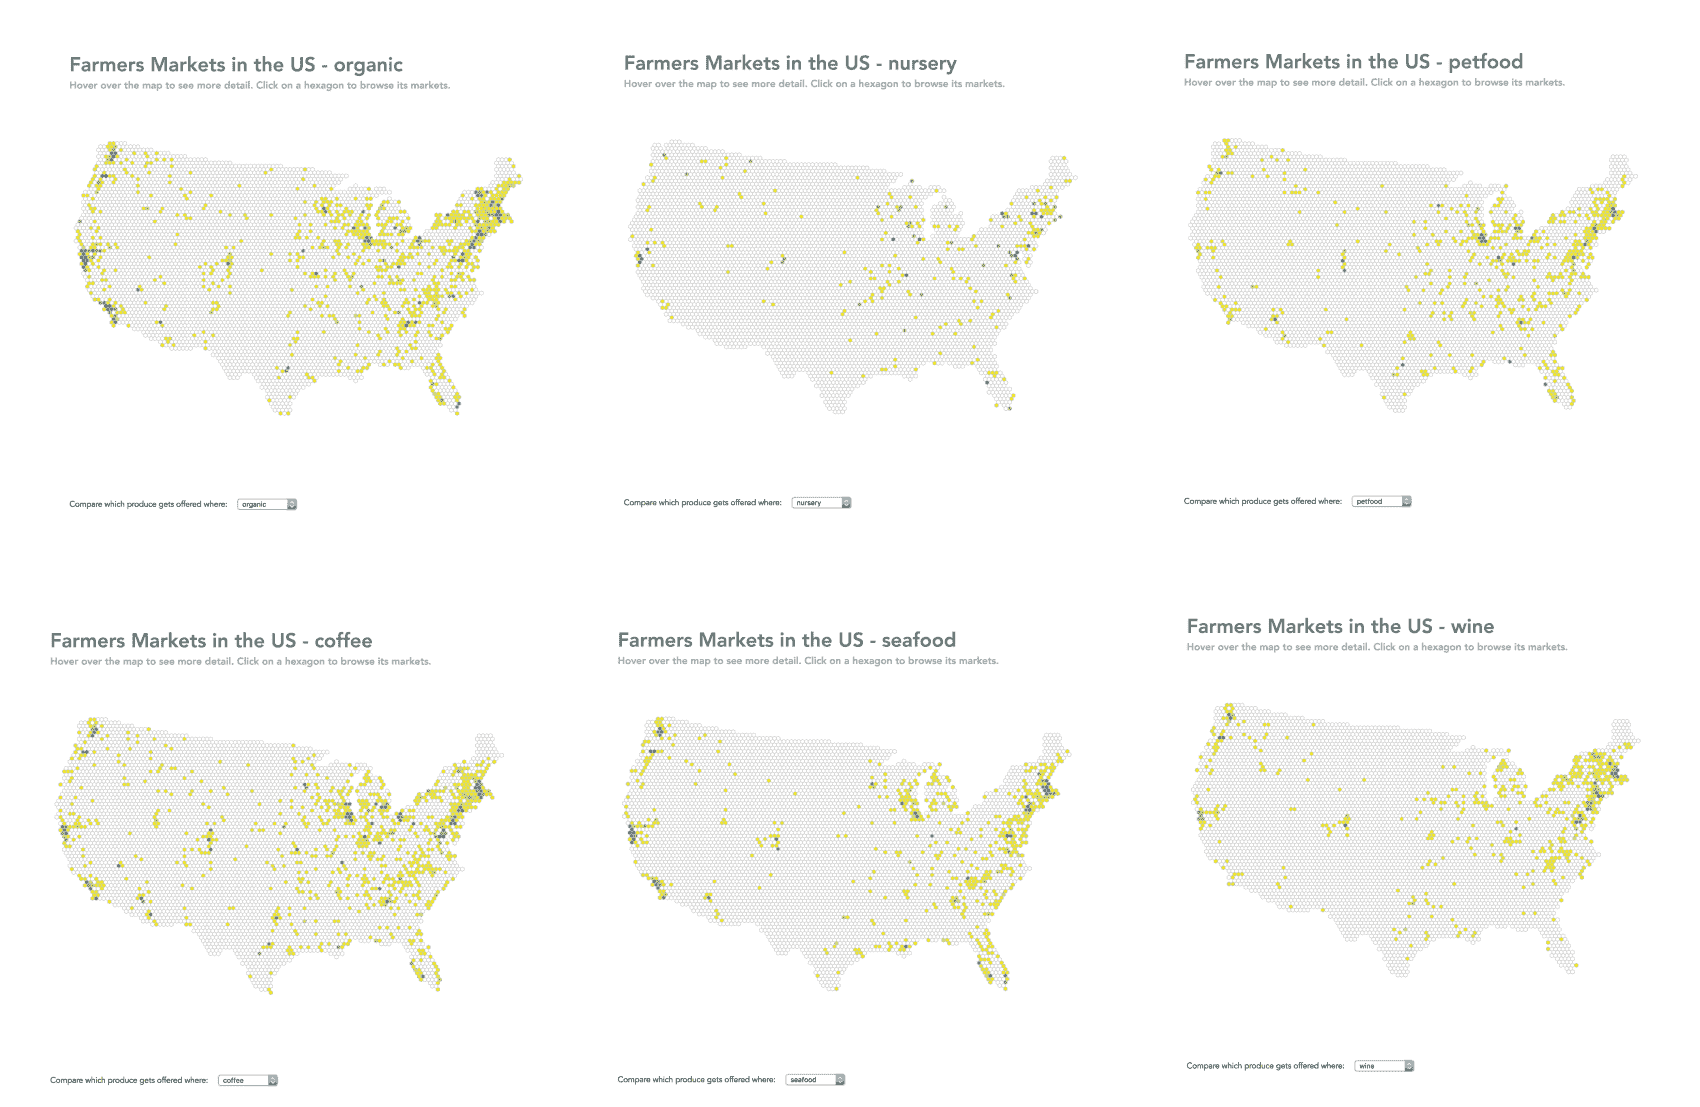 Farmers Markets in the US - organic
Hover over the map to see more detail. Click on a hexagon to browse its markets.
Compare which produce gets offered where: organic
Farmers Markets in the US - nursery
Hover over the map to see more detail. Click on a hexagon to browse its markets.
Compare which produce gets offered where: nursery
Farmers Markets in the US - petfood
Hover over the map to see more detail. Click on a hexagon to browse its markets.
Compare which produce gets offered where: petfood
Farmers Markets in the US - coffee
Hover over the map to see more detail. Click on a hexagon to browse its markets.
Compare which produce gets offered where: coffee
Farmers Markets in the US - seafood
Hover over the map to see more detail. Click on a hexagon to browse its markets.
Compare which produce gets offered where: seafood
Farmers Markets in the US - wine
Hover over the map to see more detail. Click on a hexagon to browse its markets.
Compare which produce gets offered where: wine